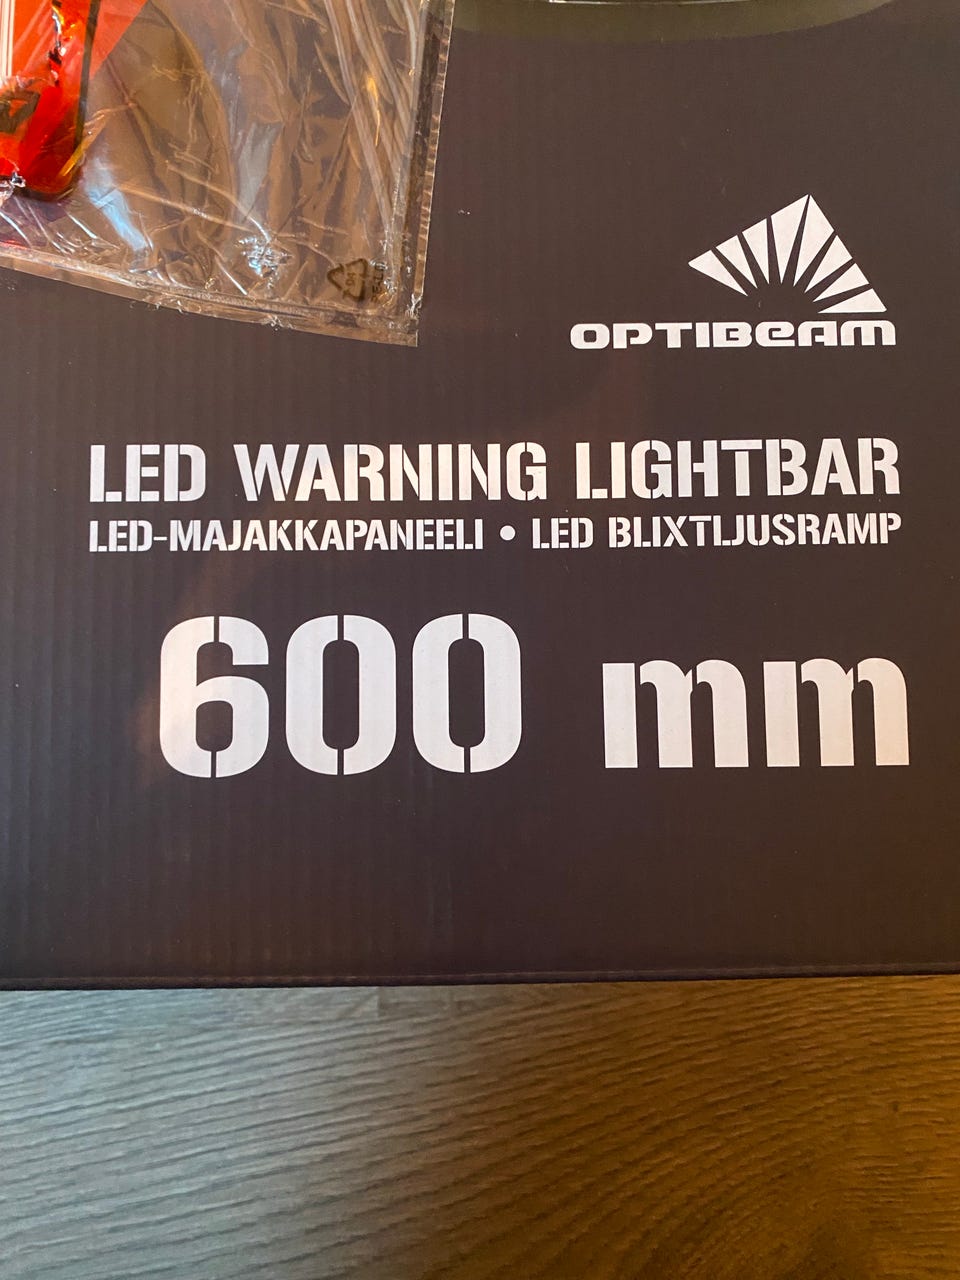 OPTIBEAM
LED WARNING LIGHTBAR
LED-MAJAKKAPANEELI • LED BLIXTLJUSRAMP
600 mm